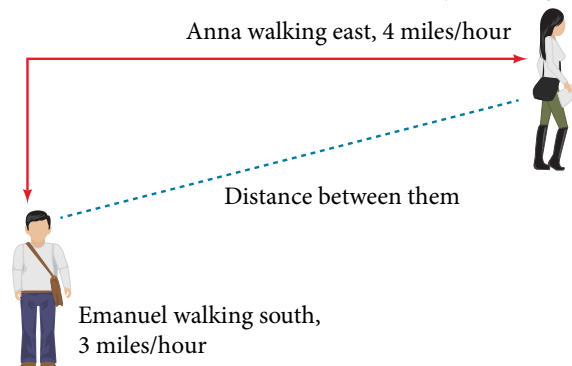 Anna walking east, 4 miles/hour
Distance between them
Emanuel walking south,
3 miles/hour